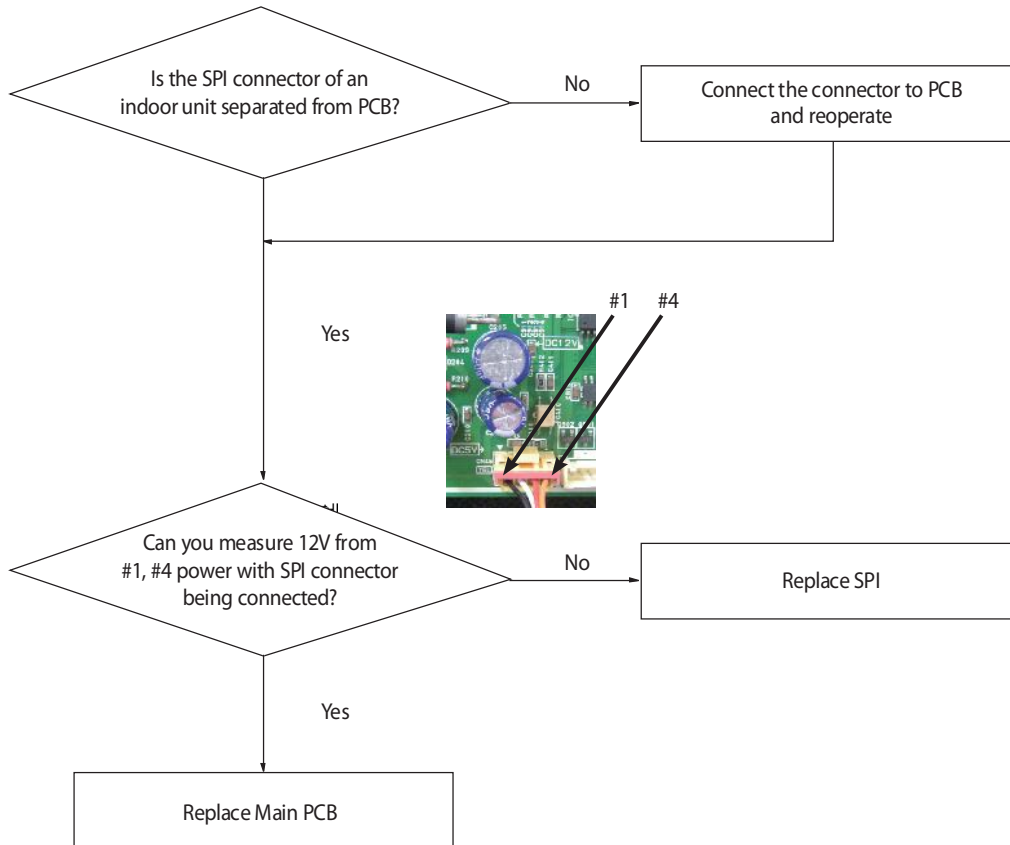 Is the SPI connector of an
indoor unit separated from PCB?
No
Connect the connector to PCB
and reoperate
#1 #4
Yes
DC12V
DC5V
Can you measure 12V from
#1, #4 power with SPI connector
being connected?
No
Replace SPI
Yes
Replace Main PCB